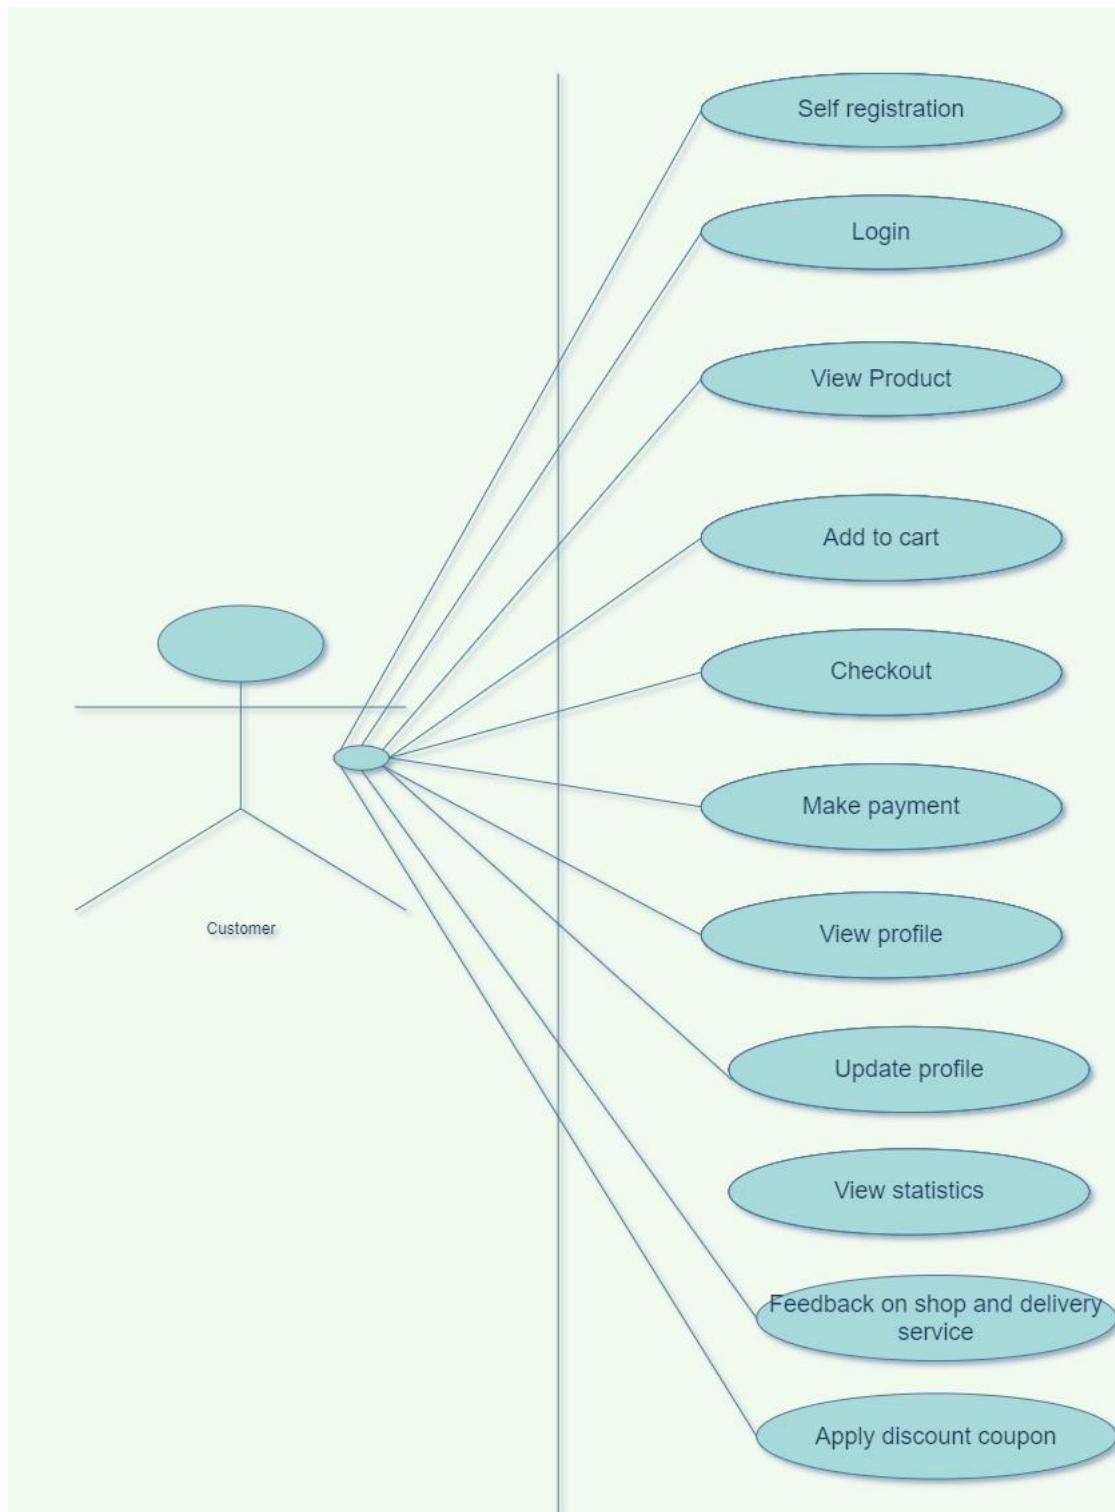 Self registration
Login
View Product
Add to cart
Checkout
Make payment
Customer
View profile
Update profile
View statistics
Feedback on shop and delivery
service
Apply discount coupon